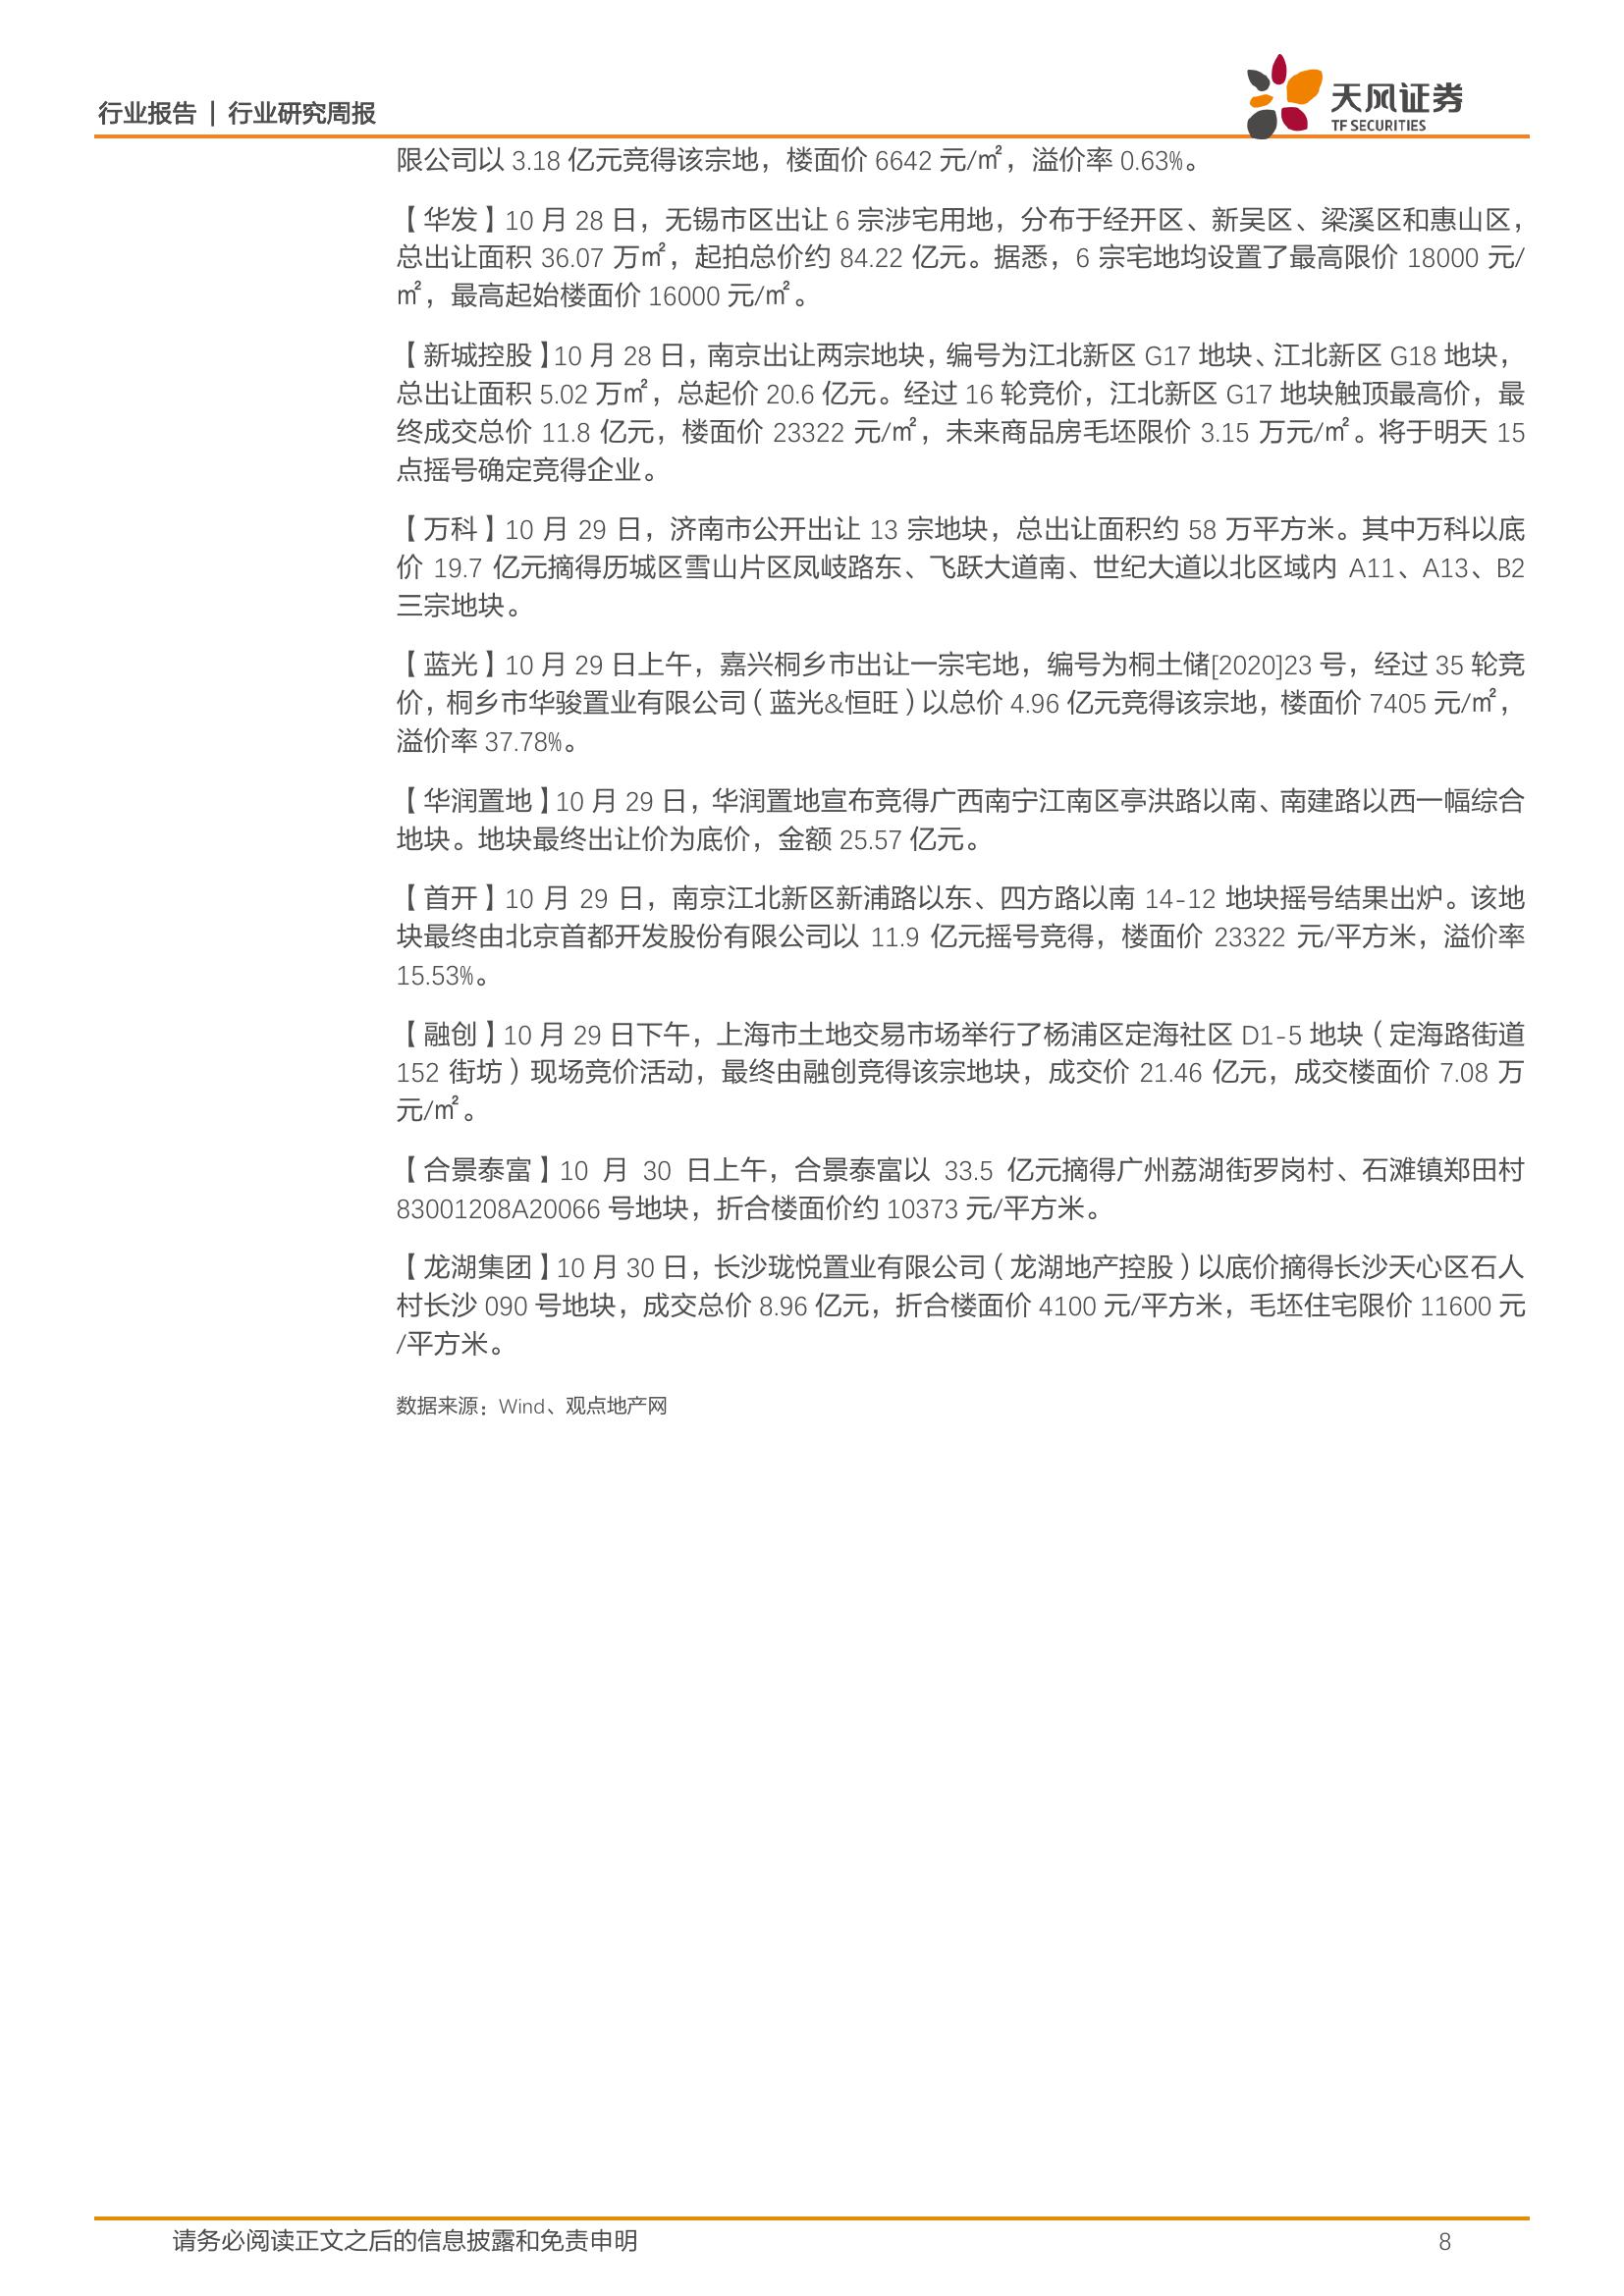 行业报告 | 行业研究周报
天风证券
TF SECURITIES
限公司以 3.18 亿元竞得该宗地，楼面价 6642 元/㎡，溢价率 0.63%。
【华发】10 月 28 日，无锡市区出让 6 宗涉宅用地，分布于经开区、新吴区、梁溪区和惠山区，
总出让面积 36.07 万㎡，起拍总价约 84.22 亿元。据悉，6 宗宅地均设置了最高限价 18000 元/
㎡，最高起始楼面价 16000 元/㎡。
【新城控股】10 月 28 日，南京出让两宗地块，编号为江北新区 G17 地块、江北新区 G18 地块，
总出让面积 5.02 万㎡，总起价 20.6 亿元。经过 16 轮竞价，江北新区 G17 地块触顶最高价，最
终成交总价 11.8 亿元，楼面价 23322 元/㎡，未来商品房毛坯限价 3.15 万元/㎡。将于明天 15
点摇号确定竞得企业。
【万科】10 月 29 日，济南市公开出让 13 宗地块，总出让面积约 58 万平方米。其中万科以底
价 19.7 亿元摘得历城区雪山片区凤岐路东、飞跃大道南、世纪大道以北区域内 A11、A13、B2
三宗地块。
【蓝光】10 月 29 日上午，嘉兴桐乡市出让一宗宅地，编号为桐土储[2020]23 号，经过 35 轮竞
价，桐乡市华骏置业有限公司（蓝光&恒旺）以总价 4.96 亿元竞得该宗地，楼面价 7405 元/㎡，
溢价率 37.78%。
【华润置地】10 月 29 日，华润置地宣布竞得广西南宁江南区亭洪路以南、南建路以西一幅综合
地块。地块最终出让价为底价，金额 25.57 亿元。
【首开】10 月 29 日，南京江北新区新浦路以东、四方路以南 14-12 地块摇号结果出炉。该地
块最终由北京首都开发股份有限公司以 11.9 亿元摇号竞得，楼面价 23322 元/平方米，溢价率
15.53%。
【融创】10 月 29 日下午，上海市土地交易市场举行了杨浦区定海社区 D1-5 地块（定海路街道
152 街坊）现场竞价活动，最终由融创竞得该宗地块，成交价 21.46 亿元，成交楼面价 7.08 万
元/㎡。
【合景泰富】10 月 30 日上午，合景泰富以 33.5 亿元摘得广州荔湖街罗岗村、石滩镇郑田村
83001208A20066 号地块，折合楼面价约 10373 元/平方米。
【龙湖集团】10 月 30 日，长沙珑悦置业有限公司（龙湖地产控股）以底价摘得长沙天心区石人
村长沙 090 号地块，成交总价 8.96 亿元，折合楼面价 4100 元/平方米，毛坯住宅限价 11600 元
/平方米。
数据来源：Wind、观点地产网
请务必阅读正文之后的信息披露和免责申明
8